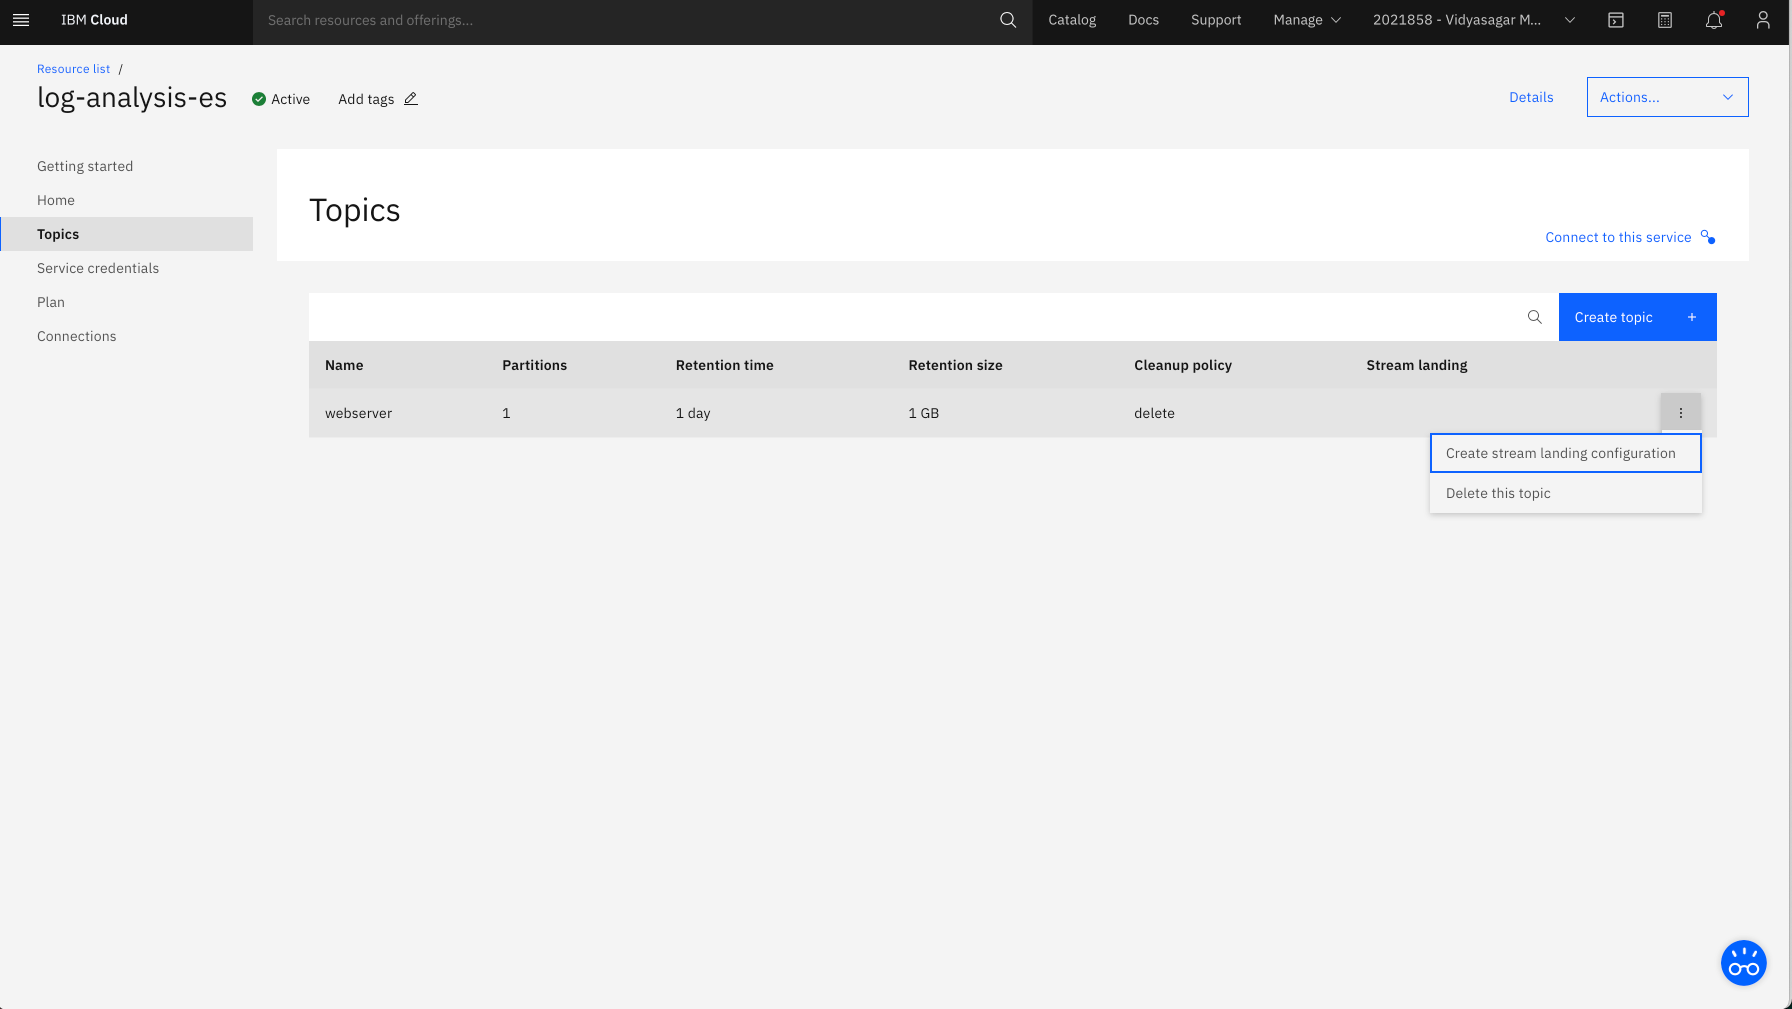 IBM Cloud
Search resources and offerings...
Catalog
Docs
Support
Manage
2021858 - Vidyasagar M...
Resource list /
log-analysis-es
Active
Add tags
Details
Actions...
Getting started
Home
Topics
Service credentials
Plan
Connections
Topics
Connect to this service
Create topic +
Name Partitions Retention time Retention size Cleanup policy Stream landing
webserver 1 1 day 1 GB delete
Create stream landing configuration
Delete this topic